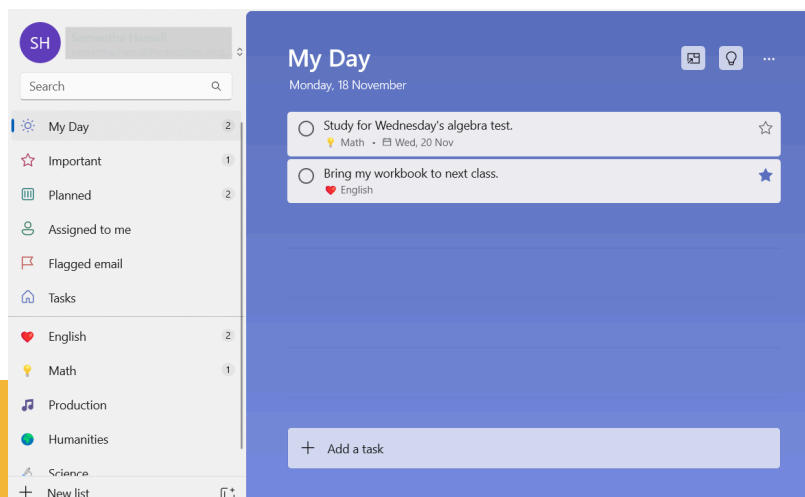 SH
Search
My Day 2
Important 1
Planned 2
Assigned to me
Flagged email
Tasks
English 2
Math 1
Production
Humanities
Science
New list
My Day
Monday, 18 November
Study for Wednesday's algebra test.
Math • Wed, 20 Nov
Bring my workbook to next class.
English
Add a task